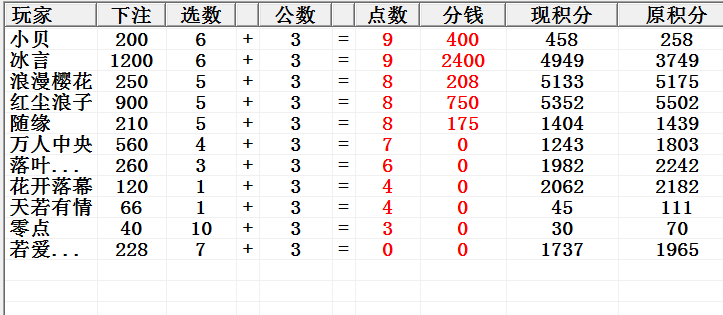 玩家 下注 选数 公数 点数 分钱 现积分 原积分
小贝 200 6 + 3 = 9 400 458 258
冰言 1200 6 + 3 = 9 2400 4949 3749
浪漫樱花 250 5 + 3 = 8 208 5133 5175
红尘浪子 900 5 + 3 = 8 750 5352 5502
随缘 210 5 + 3 = 8 175 1404 1439
万人中央 560 4 + 3 = 7 0 1243 1803
落叶... 260 3 + 3 = 6 0 1982 2242
花开落幕 120 1 + 3 = 4 0 2062 2182
天若有情 66 1 + 3 = 4 0 45 111
零点 40 10 + 3 = 3 0 30 70
若爱... 228 7 + 3 = 0 0 1737 1965